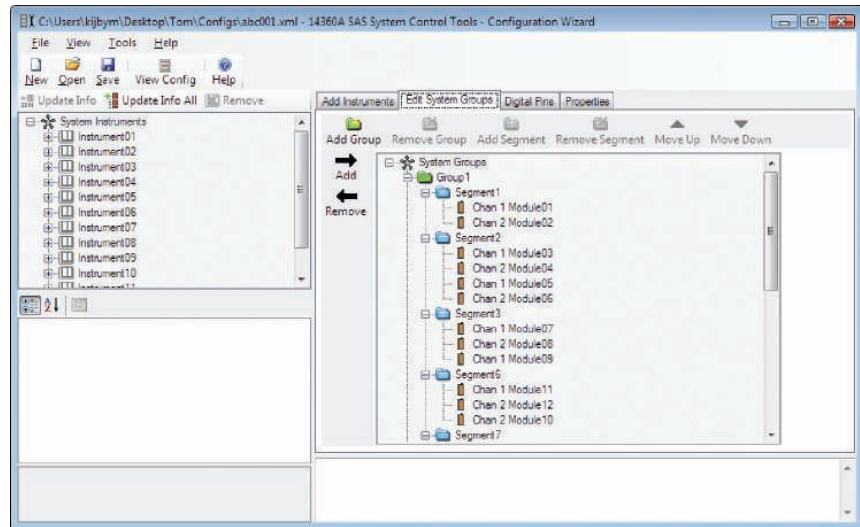 C:\Users\kijbym\Desktop\Tom\Configs\abc001.xml - 14360A SAS System Control Tools - Configuration Wizard
File View Tools Help
New Open Save View Config Help
Update Info Update Info All Remove
System Instruments
Instrument01
Instrument02
Instrument03
Instrument04
Instrument05
Instrument06
Instrument07
Instrument08
Instrument09
Instrument10
Instrument11
Add Instruments Edit System Groups Digital Pins Properties
Add Group Remove Group Add Segment Remove Segment Move Up Move Down
Add
Remove
System Groups
Group1
Segment1
Chan 1 Module01
Chan 2 Module02
Segment2
Chan 1 Module03
Chan 2 Module04
Chan 1 Module05
Chan 2 Module06
Segment3
Chan 1 Module07
Chan 2 Module08
Chan 1 Module09
Segment6
Chan 1 Module11
Chan 2 Module12
Chan 2 Module10
Segment7